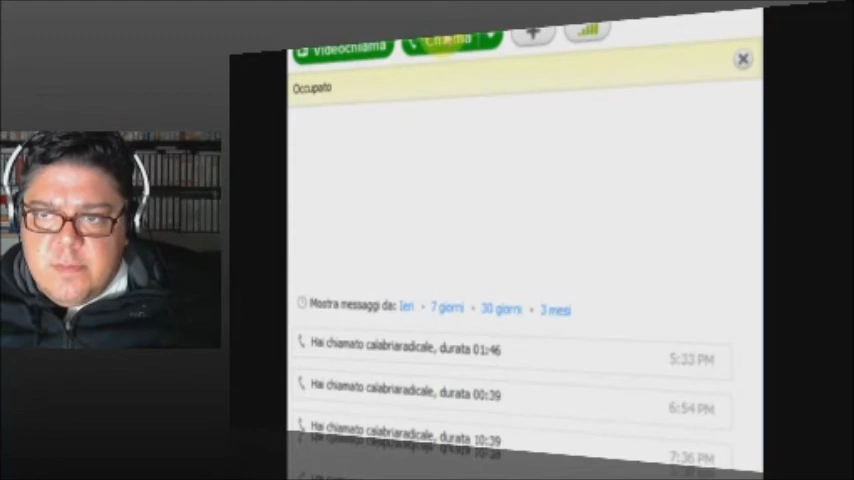 Videochiama
Chiama
Occupato
Mostra messaggi da: Ieri • 7 giorni • 30 giorni • 3 mesi
Hai chiamato calabriaradicale, durata 01:46 5:33 PM
Hai chiamato calabriaradicale, durata 00:39 6:54 PM
Hai chiamato calabriaradicale, durata 10:39 7:36 PM